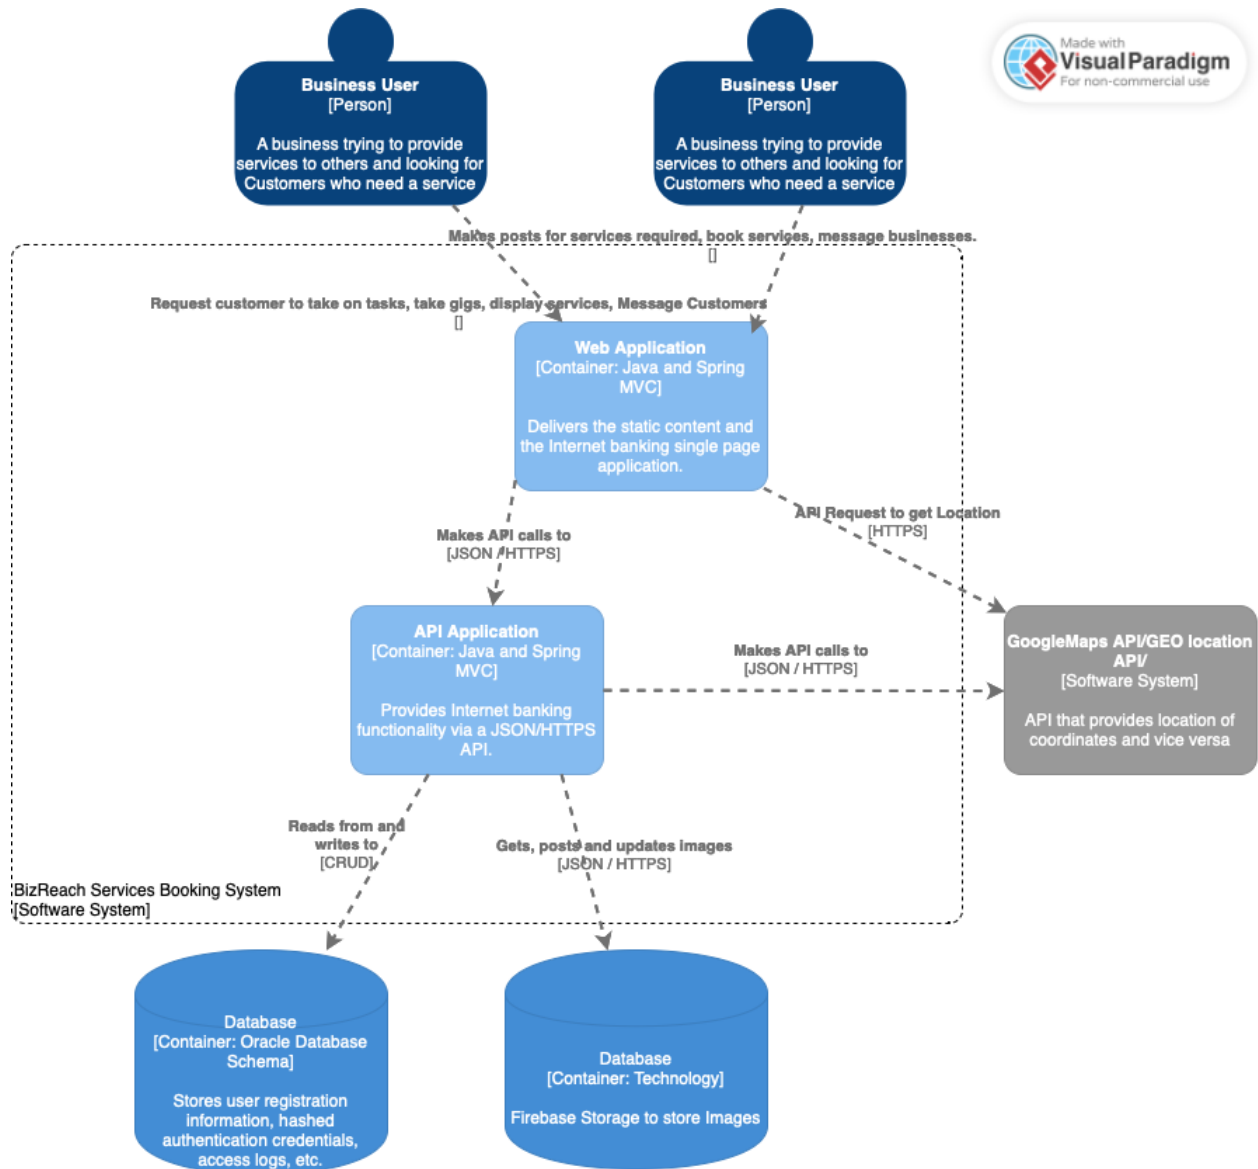 Made with
Visual Paradigm
For non-commercial use
Business User
[Person]
A business trying to provide
services to others and looking for
Customers who need a service
Business User
[Person]
A business trying to provide
services to others and looking for
Customers who need a service
Makes posts for services required, book services, message businesses.
[]
Request customer to take on tasks, take gigs, display services, Message Customers
[]
Web Application
[Container: Java and Spring
MVC]
Delivers the static content and
the Internet banking single page
application.
API Request to get Location
[HTTPS]
Makes API calls to
[JSON / HTTPS]
API Application
[Container: Java and Spring
MVC]
Provides Internet banking
functionality via a JSON/HTTPS
API.
Makes API calls to
[JSON / HTTPS]
GoogleMaps API/GEO location
API/
[Software System]
API that provides location of
coordinates and vice versa
Reads from and
writes to
[CRUD]
Gets, posts and updates images
[JSON / HTTPS]
BizReach Services Booking System
[Software System]
Database
[Container: Oracle Database
Schema]
Stores user registration
information, hashed
authentication credentials,
access logs, etc.
Database
[Container: Technology]
Firebase Storage to store Images